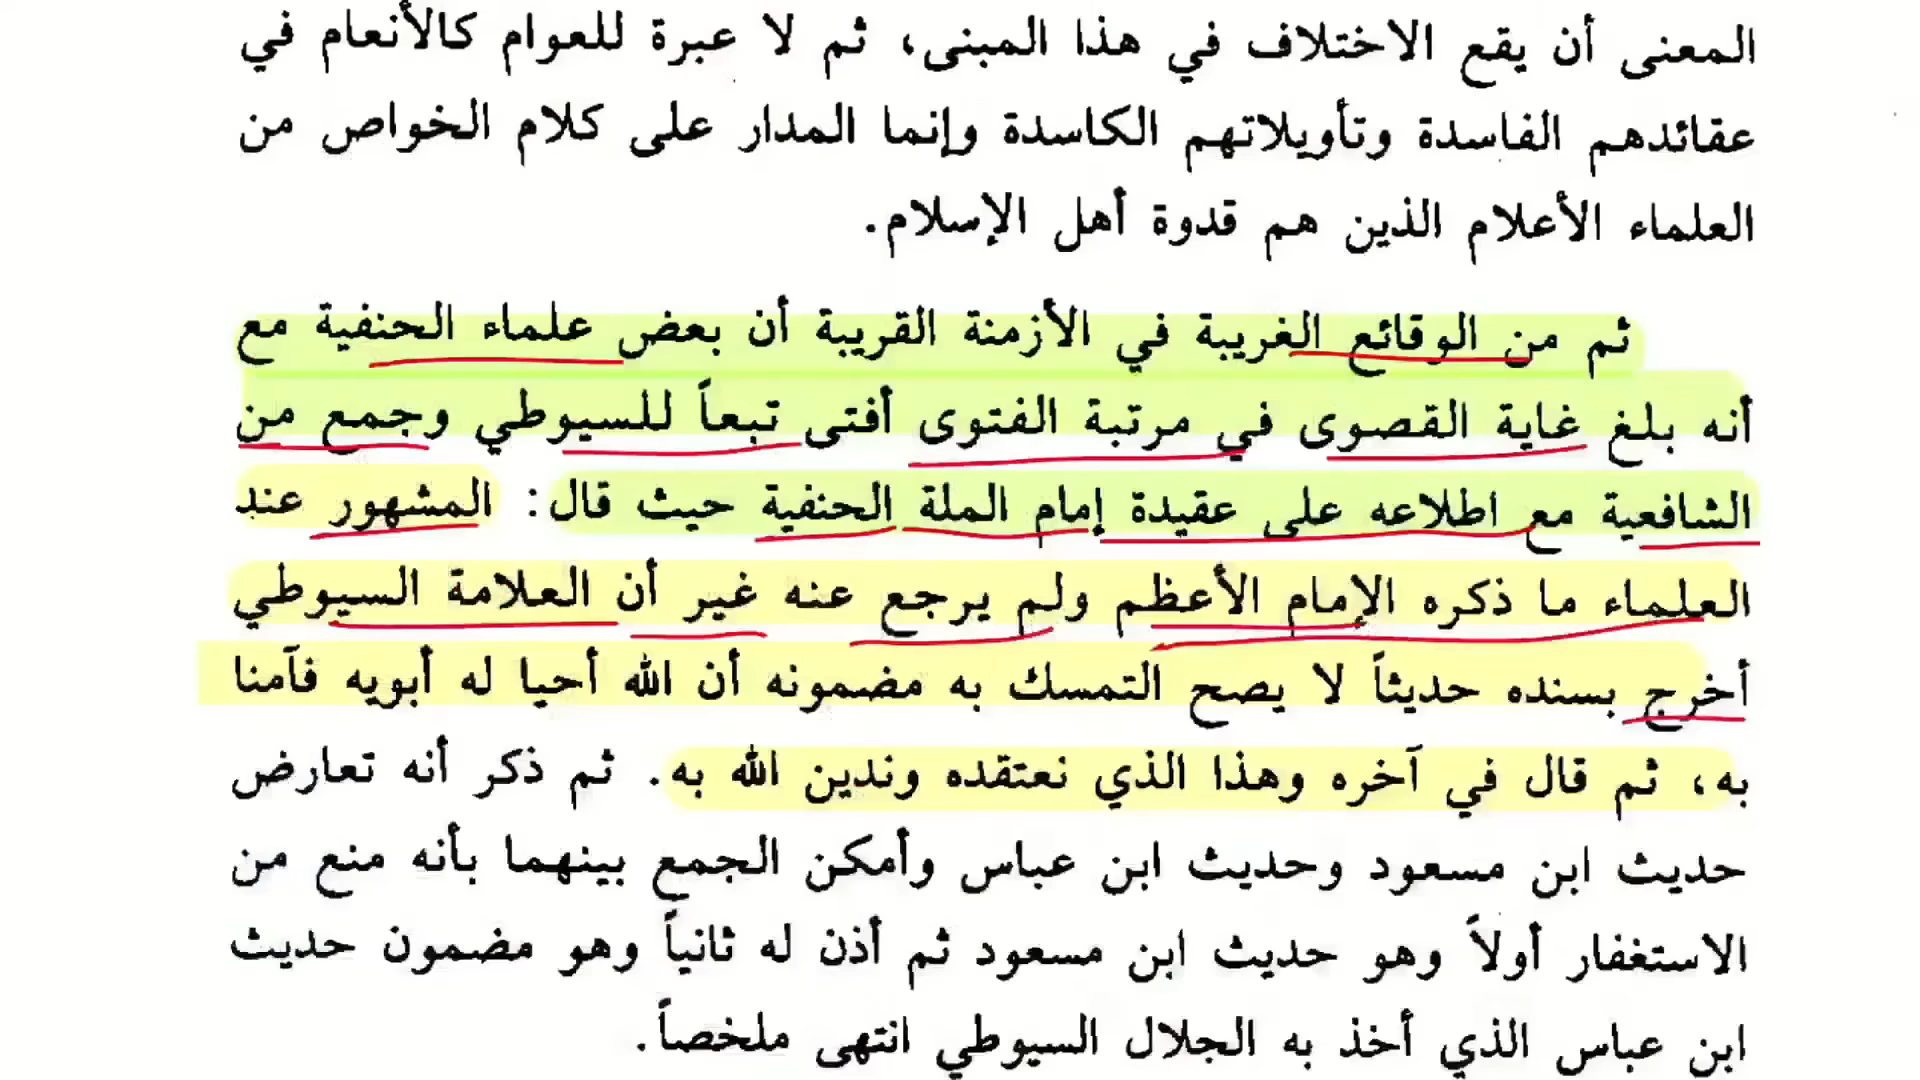 المعنى أن يقع الاختلاف في هذا المبنى، ثم لا عبرة للعوام كالأنعام في
عقائدهم الفاسدة وتأويلاتهم الكاسدة وإنما المدار على كلام الخواص من
العلماء الأعلام الذين هم قدوة أهل الإسلام.
ثم من الوقائع الغريبة في الأزمنة القريبة أن بعض علماء الحنفية مع
أنه بلغ غاية القصوى في مرتبة الفتوى أفتى تبعاً للسيوطي وجمع من
الشافعية مع اطلاعه على عقيدة إمام الملة الحنفية حيث قال: المشهور عند
العلماء ما ذكره الإمام الأعظم ولم يرجع عنه غير أن العلامة السيوطي
أخرج بسنده حديثاً لا يصح التمسك به مضمونه أن الله أحيا له أبويه فآمنا
به، ثم قال في آخره وهذا الذي نعتقده وندين الله به. ثم ذكر أنه تعارض
حديث ابن مسعود وحديث ابن عباس وأمكن الجمع بينهما بأنه منع من
الاستغفار أولاً وهو حديث ابن مسعود ثم أذن له ثانياً وهو مضمون حديث
ابن عباس الذي أخذ به الجلال السيوطي انتهى ملخصاً.